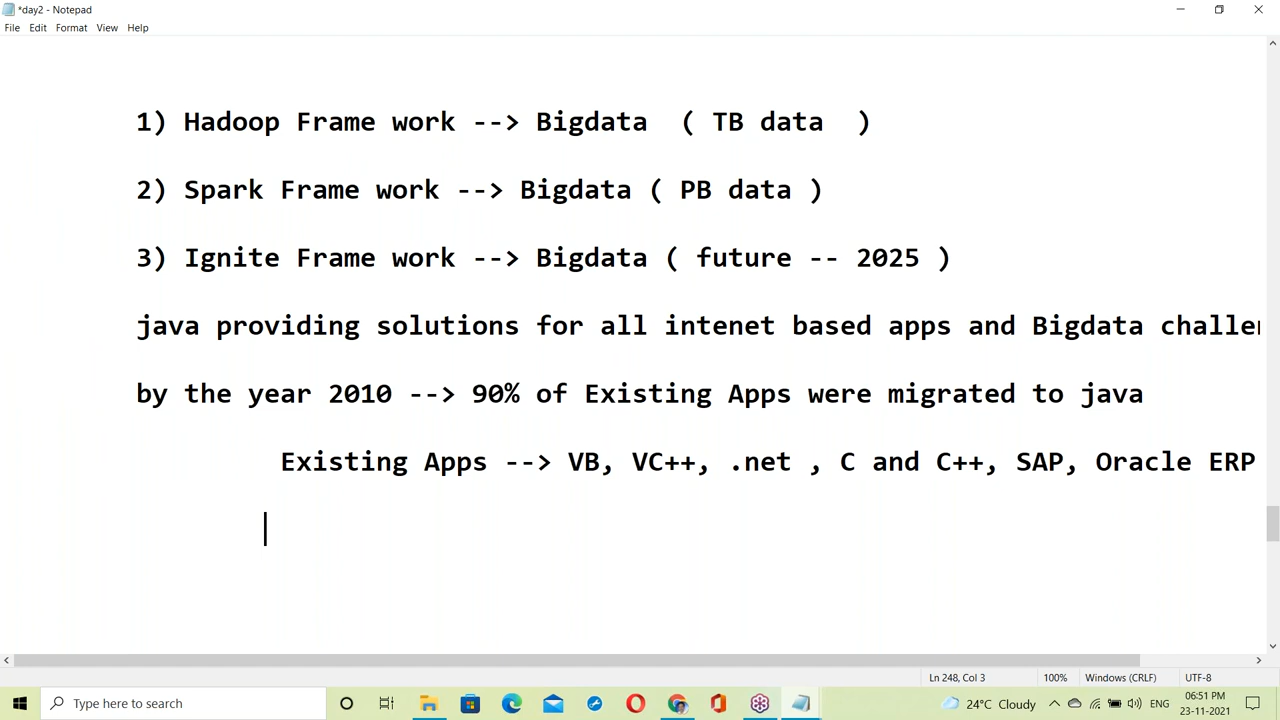 *day2 - Notepad
File Edit Format View Help
1) Hadoop Frame work --> Bigdata ( TB data )
2) Spark Frame work --> Bigdata ( PB data )
3) Ignite Frame work --> Bigdata ( future -- 2025 )
java providing solutions for all intenet based apps and Bigdata challe
by the year 2010 --> 90% of Existing Apps were migrated to java
Existing Apps --> VB, VC++, .net , C and C++, SAP, Oracle ERP
Ln 248, Col 3 100% Windows (CRLF) UTF-8
Type here to search 24°C Cloudy ENG 06:51 PM
23-11-2021